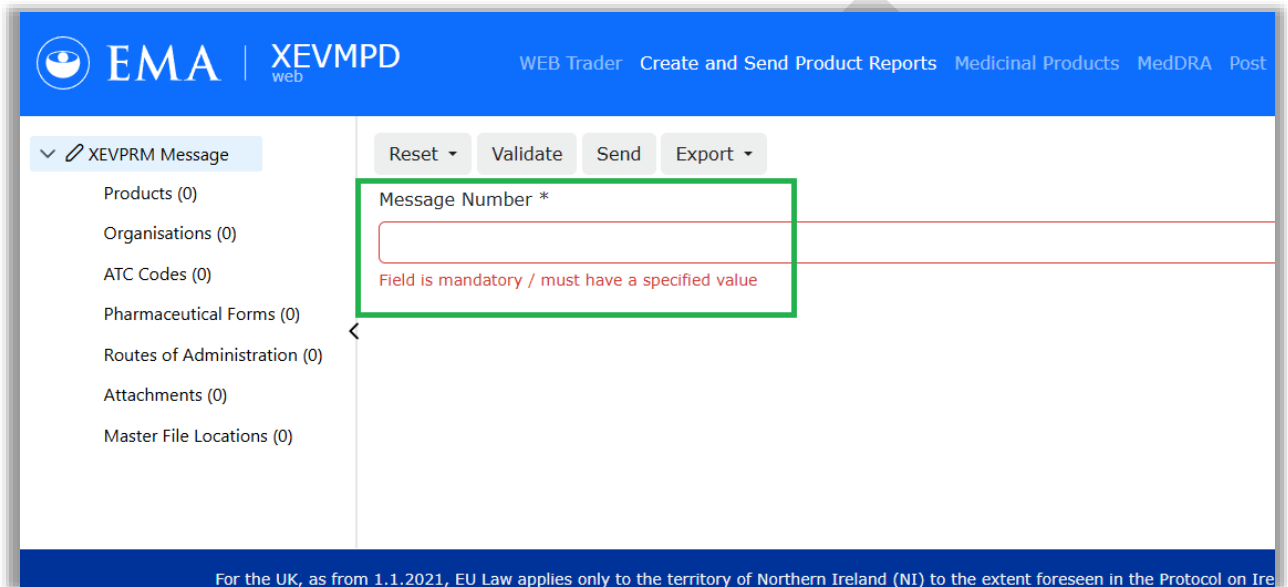 EMA | XEVMPD
web
WEB Trader Create and Send Product Reports Medicinal Products MedDRA Post
XEVPRM Message
Products (0)
Organisations (0)
ATC Codes (0)
Pharmaceutical Forms (0)
Routes of Administration (0)
Attachments (0)
Master File Locations (0)
Reset Validate Send Export
Message Number *
Field is mandatory / must have a specified value
For the UK, as from 1.1.2021, EU Law applies only to the territory of Northern Ireland (NI) to the extent foreseen in the Protocol on Ire